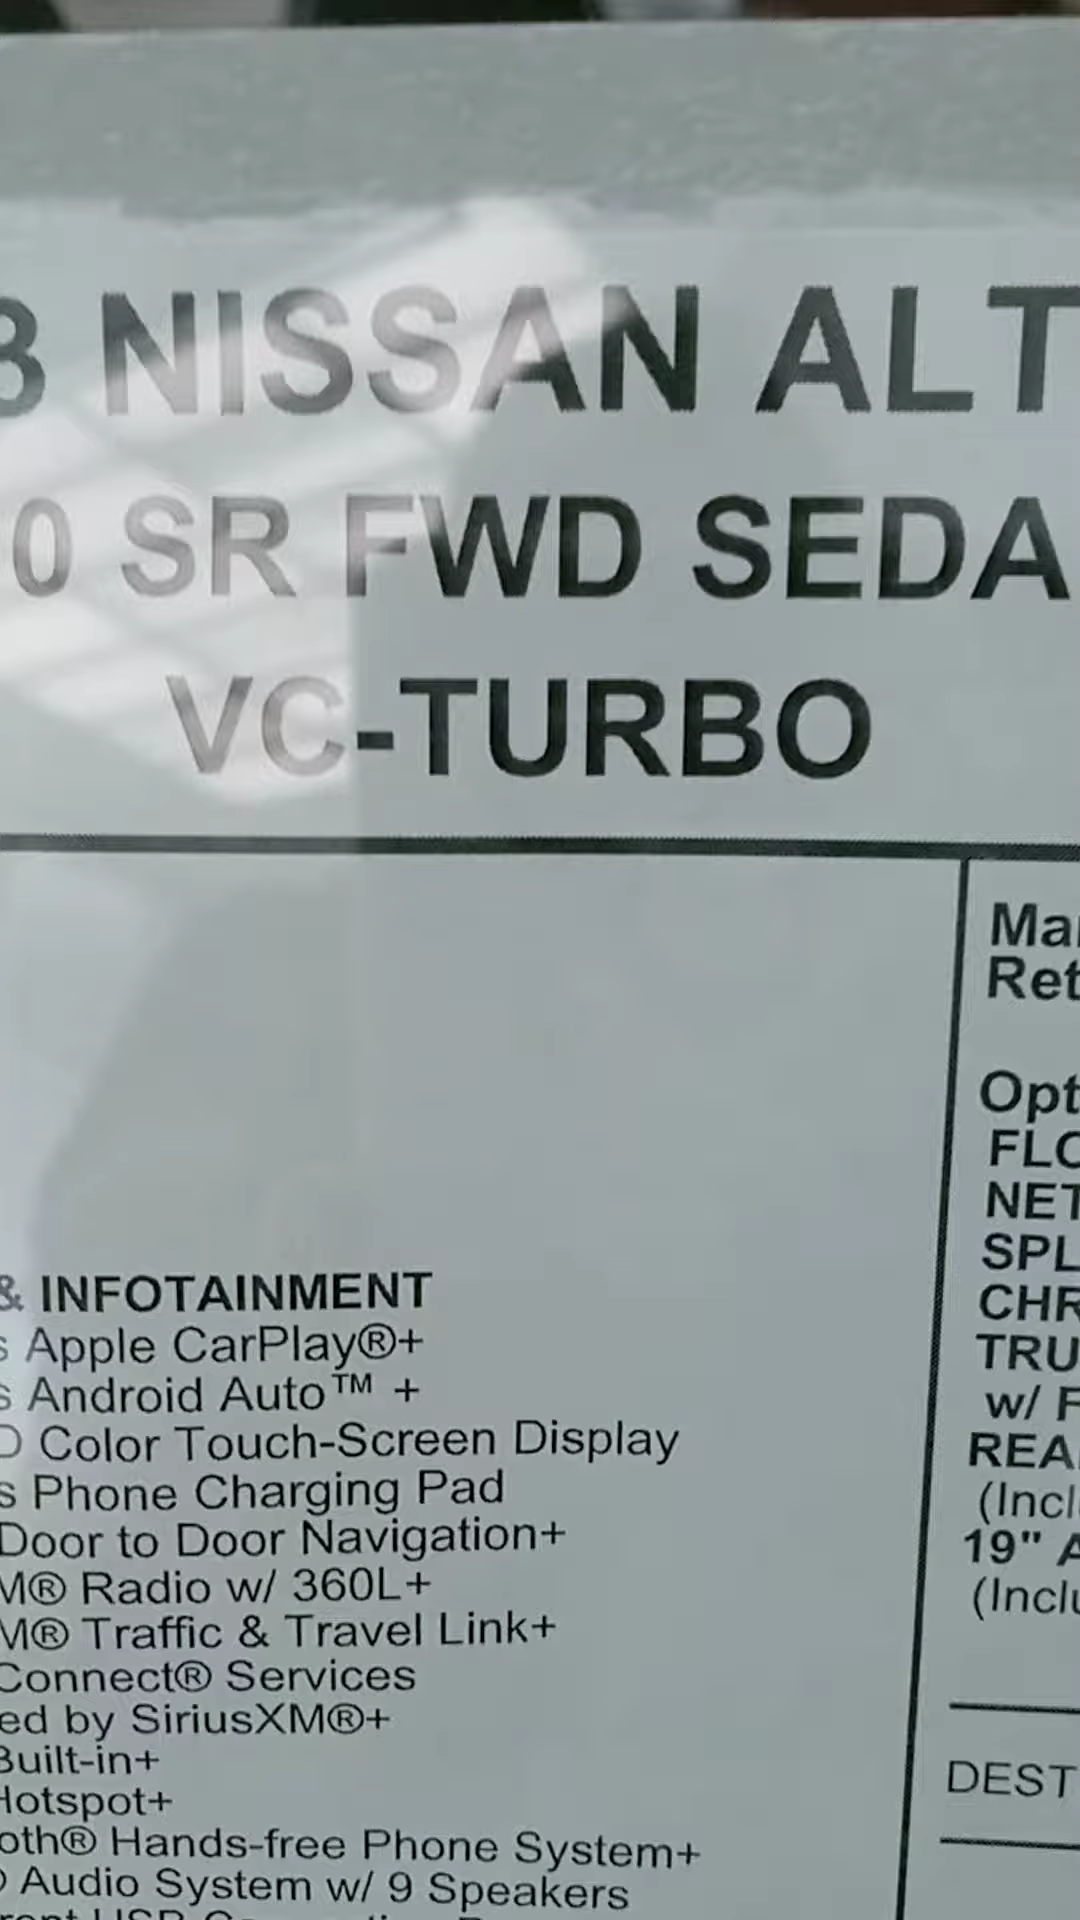 3 NISSAN ALT
0 SR FWD SEDA
VC-TURBO
& INFOTAINMENT
s Apple CarPlay®+
s Android Auto™ +
D Color Touch-Screen Display
s Phone Charging Pad
Door to Door Navigation+
M® Radio w/ 360L+
M® Traffic & Travel Link+
Connect® Services
ed by SiriusXM®+
Built-in+
Hotspot+
oth® Hands-free Phone System+
Audio System w/ 9 Speakers
Mai
Ret
Opt
FLO
NET
SPL
CHR
TRU
w/ F
REA
(Incl
19" A
(Inclu
DEST